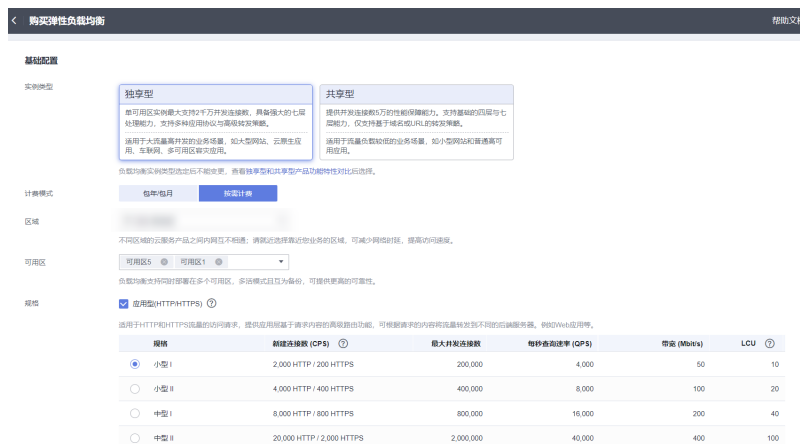 购买弹性负载均衡
帮助文档
基础配置
实例类型
独享型
单可用区实例最大支持2千万并发连接数，具备强大的七层
处理能力，支持多种应用协议与高级转发策略。
适用于大流量高并发的业务场景，如大型网站、云原生应
用、车联网、多可用区容灾应用。
共享型
提供并发连接数5万的性能保障能力。支持基础的四层与七
层能力，仅支持基于域名或URL的转发策略。
适用于流量负载较低的业务场景，如小型网站和普通高可
用应用。
负载均衡实例类型选定后不能变更，查看独享型和共享型产品功能特性对比后选择。
计费模式
包年/包月
按需计费
区域
不同区域的云服务产品之间内网互不相通；请就近选择靠近您业务的区域，可减少网络时延，提高访问速度。
可用区
可用区5
可用区1
负载均衡支持同时部署在多个可用区，多活模式且互为备份，可提供更高的可靠性。
规格
应用型(HTTP/HTTPS)
适用于HTTP和HTTPS流量的访问请求，提供应用层基于请求内容的高级路由功能，可根据请求的内容将流量转发到不同的后端服务器。例如Web应用等。
规格 新建连接数 (CPS) 最大并发连接数 每秒查询速率 (QPS) 带宽 (Mbit/s) LCU
小型 I 2,000 HTTP / 200 HTTPS 200,000 4,000 50 10
小型 II 4,000 HTTP / 400 HTTPS 400,000 8,000 100 20
中型 I 8,000 HTTP / 800 HTTPS 800,000 16,000 200 40
中型 II 20,000 HTTP / 2,000 HTTPS 2,000,000 40,000 400 100